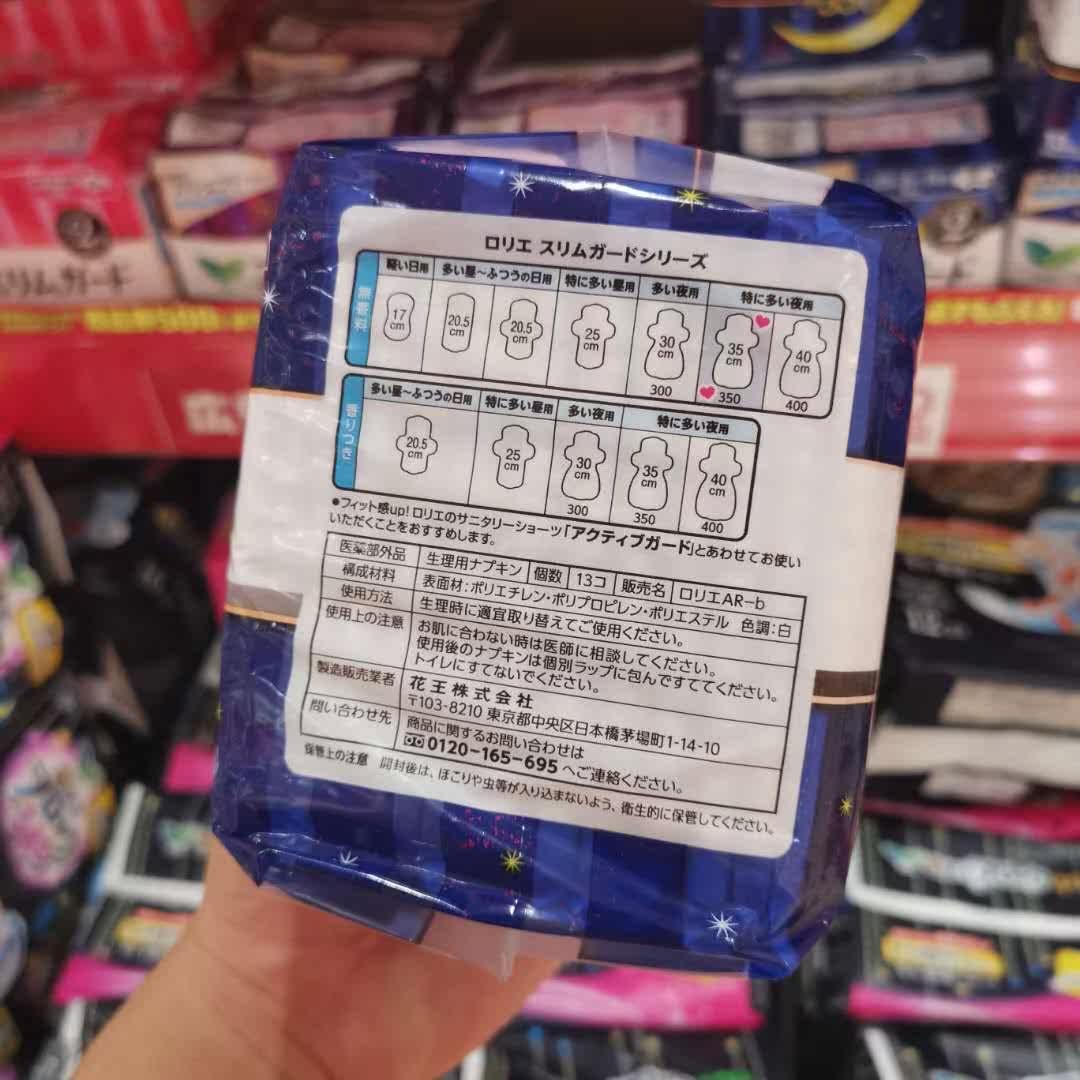 ロリエ スリムガードシリーズ
無香料
軽い日用 多い昼〜ふつうの日用 特に多い昼用 多い夜用 特に多い夜用
17cm 20.5cm 20.5cm 25cm 30cm 35cm 40cm
300 350 400
香りつき
多い昼〜ふつうの日用 特に多い昼用 多い夜用 特に多い夜用
20.5cm 25cm 30cm 35cm 40cm
300 350 400
●フィット感up! ロリエのサニタリーショーツ「アクティブガード」とあわせてお使い
いただくことをおすすめします。
医薬部外品 生理用ナプキン 個数 13コ 販売名 ロリエAR-b
構成材料 表面材:ポリエチレン・ポリプロピレン・ポリエステル 色調:白
使用方法 生理時に適宜取り替えてご使用ください。
使用上の注意 お肌に合わない時は医師に相談してください。
使用後のナプキンは個別ラップに包んですててください。
トイレにすてないでください。
製造販売業者 花王株式会社
〒103-8210 東京都中央区日本橋茅場町1-14-10
問い合わせ先 商品に関するお問い合わせは
0120-165-695 へご連絡ください。
保管上の注意 開封後は、ほこりや虫等が入り込まないよう、衛生的に保管してください。